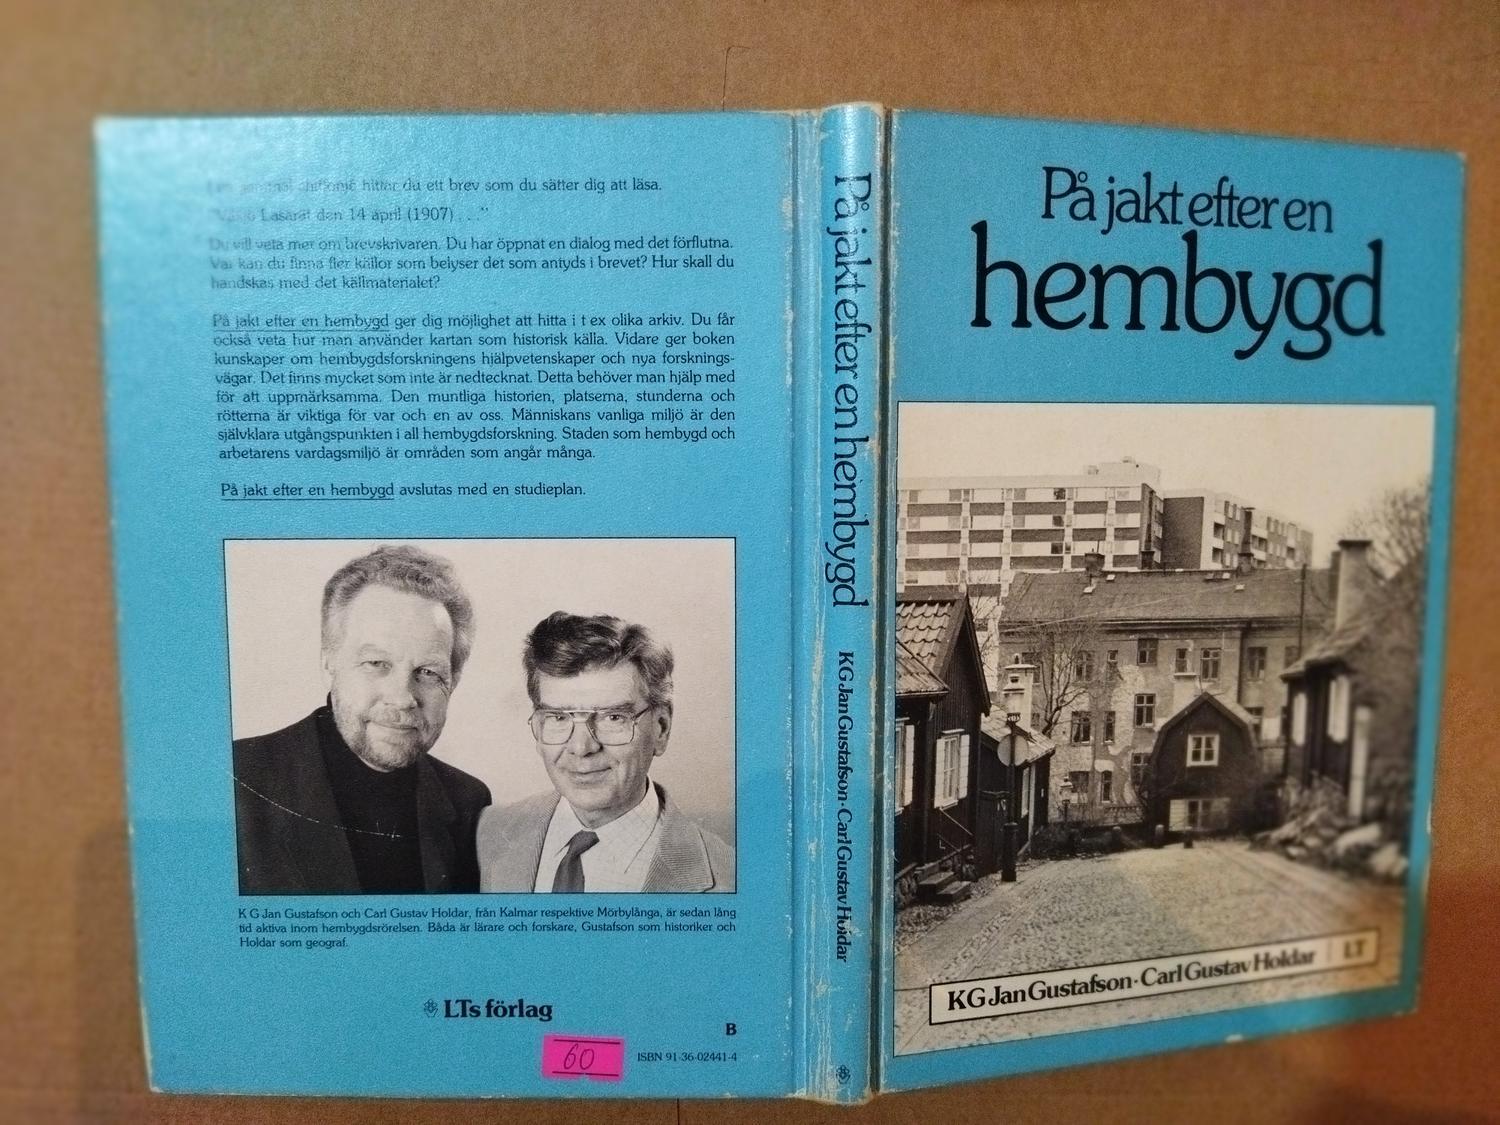 I en gammal chiffonjé hittar du ett brev som du sätter dig att läsa.
"Växjö Lasarett den 14 april (1907) . . ."
Du vill veta mer om brevskrivaren. Du har öppnat en dialog med det förflutna.
Var kan du finna fler källor som belyser det som antyds i brevet? Hur skall du
handskas med det källmaterialet?
På jakt efter en hembygd ger dig möjlighet att hitta i t ex olika arkiv. Du får
också veta hur man använder kartan som historisk källa. Vidare ger boken
kunskaper om hembygdsforskningens hjälpvetenskaper och nya forsknings-
vägar. Det finns mycket som inte är nedtecknat. Detta behöver man hjälp med
för att uppmärksamma. Den muntliga historien, platserna, stunderna och
rötterna är viktiga för var och en av oss. Människans vanliga miljö är den
självklara utgångspunkten i all hembygdsforskning. Staden som hembygd och
arbetarens vardagsmiljö är områden som angår många.
På jakt efter en hembygd avslutas med en studieplan.
K G Jan Gustafson och Carl Gustav Holdar, från Kalmar respektive Mörbylånga, är sedan lång
tid aktiva inom hembygdsrörelsen. Båda är lärare och forskare, Gustafson som historiker och
Holdar som geograf.
LTs förlag
B
60
ISBN 91-36-02441-4
På jakt efter en hembygd
KG Jan Gustafson · Carl Gustav Holdar
På jakt efter en
hembygd
KG Jan Gustafson · Carl Gustav Holdar | LT